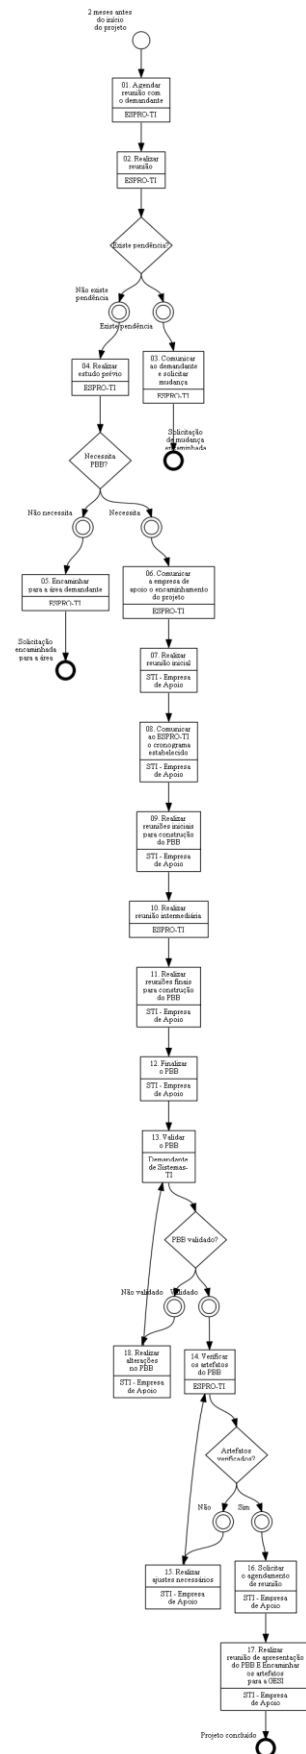 2 meses antes
do início
do projeto
01. Agendar
reunião com
o demandante
ESPRO-TI
02. Realizar
reunião
ESPRO-TI
Existe pendência?
Não existe
pendência
Existe pendência
04. Realizar
estudo prévio
ESPRO-TI
03. Comunicar
ao demandante
e solicitar
mudança
ESPRO-TI
Solicitação
de mudança
encaminhada
Necessita
PBB?
Não necessita
Necessita
05. Encaminhar
para a área demandante
ESPRO-TI
Solicitação
encaminhada
para a área
06. Comunicar
a empresa de
apoio o encaminhamento
do projeto
ESPRO-TI
07. Realizar
reunião inicial
STI - Empresa
de Apoio
08. Comunicar
ao ESPRO-TI
o cronograma
estabelecido
STI - Empresa
de Apoio
09. Realizar
reuniões iniciais
para construção
do PBB
STI - Empresa
de Apoio
10. Realizar
reunião intermediária
ESPRO-TI
11. Realizar
reuniões finais
para construção
do PBB
STI - Empresa
de Apoio
12. Finalizar
o PBB
STI - Empresa
de Apoio
13. Validar
o PBB
Demandante
de Sistemas-
TI
PBB validado?
Não validado
Validado
18. Realizar
alterações
no PBB
STI - Empresa
de Apoio
14. Verificar
os artefatos
do PBB
ESPRO-TI
Artefatos
verificados?
Não
Sim
15. Realizar
ajustes necessários
STI - Empresa
de Apoio
16. Solicitar
o agendamento
de reunião
STI - Empresa
de Apoio
17. Realizar
reunião de apresentação
do PBB E Encaminhar
os artefatos
para a GESI
STI - Empresa
de Apoio
Projeto concluído